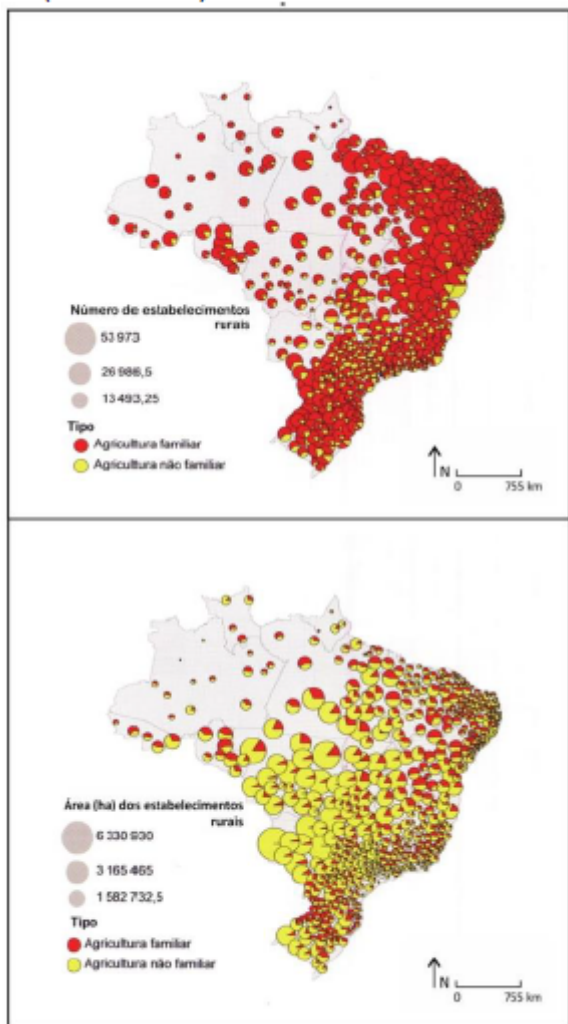 Número de estabelecimentos
rurais
53 973
26 986,5
13 493,25
Tipo
Agricultura familiar
Agricultura não familiar
N
0 755 km
Área (ha) dos estabelecimentos
rurais
6 330 930
3 165 465
1 582 732,5
Tipo
Agricultura familiar
Agricultura não familiar
N
0 755 km